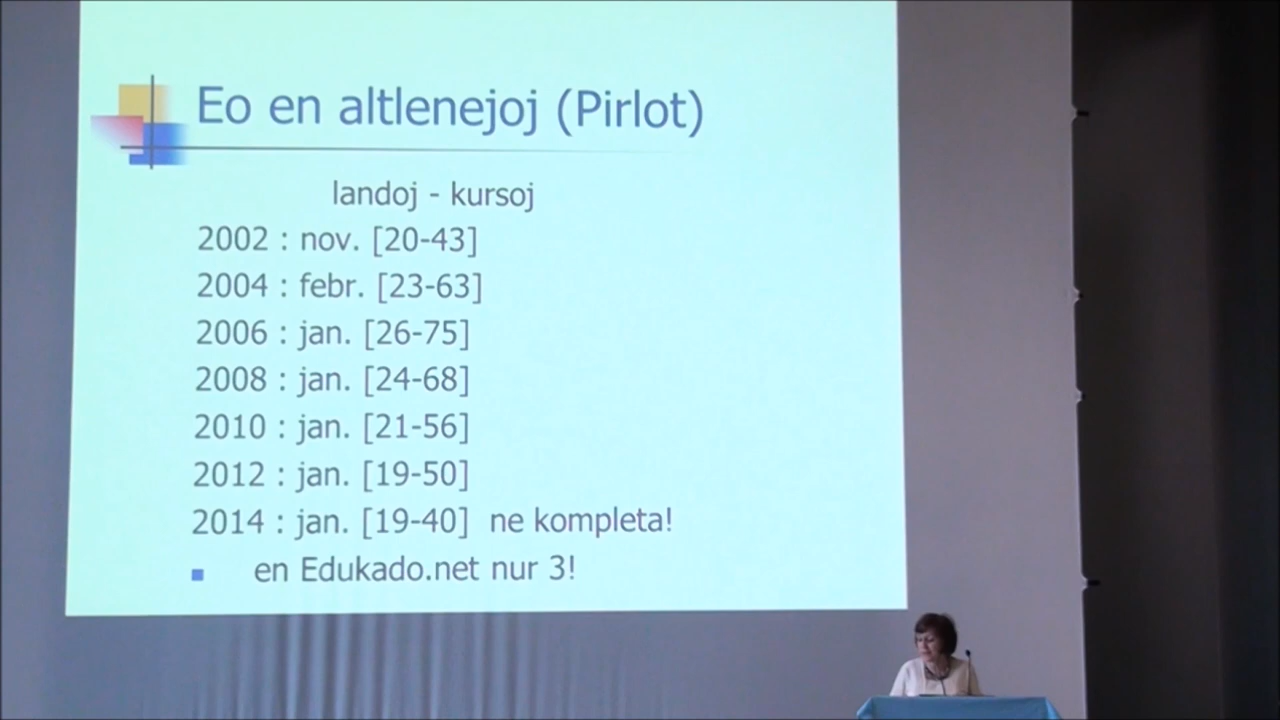 Eo en altlenejoj (Pirlot)
landoj - kursoj
2002 : nov. [20-43]
2004 : febr. [23-63]
2006 : jan. [26-75]
2008 : jan. [24-68]
2010 : jan. [21-56]
2012 : jan. [19-50]
2014 : jan. [19-40] ne kompleta!
en Edukado.net nur 3!